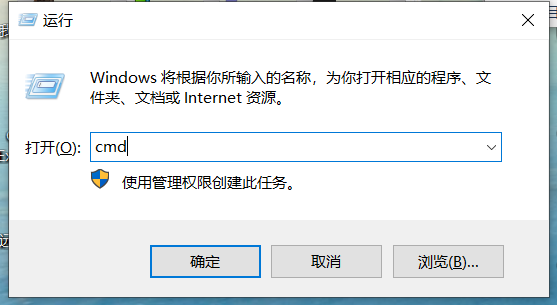 运行
Windows 将根据你所输入的名称，为你打开相应的程序、文
件夹、文档或 Internet 资源。
打开(O):
cmd
使用管理权限创建此任务。
确定
取消
浏览(B)...